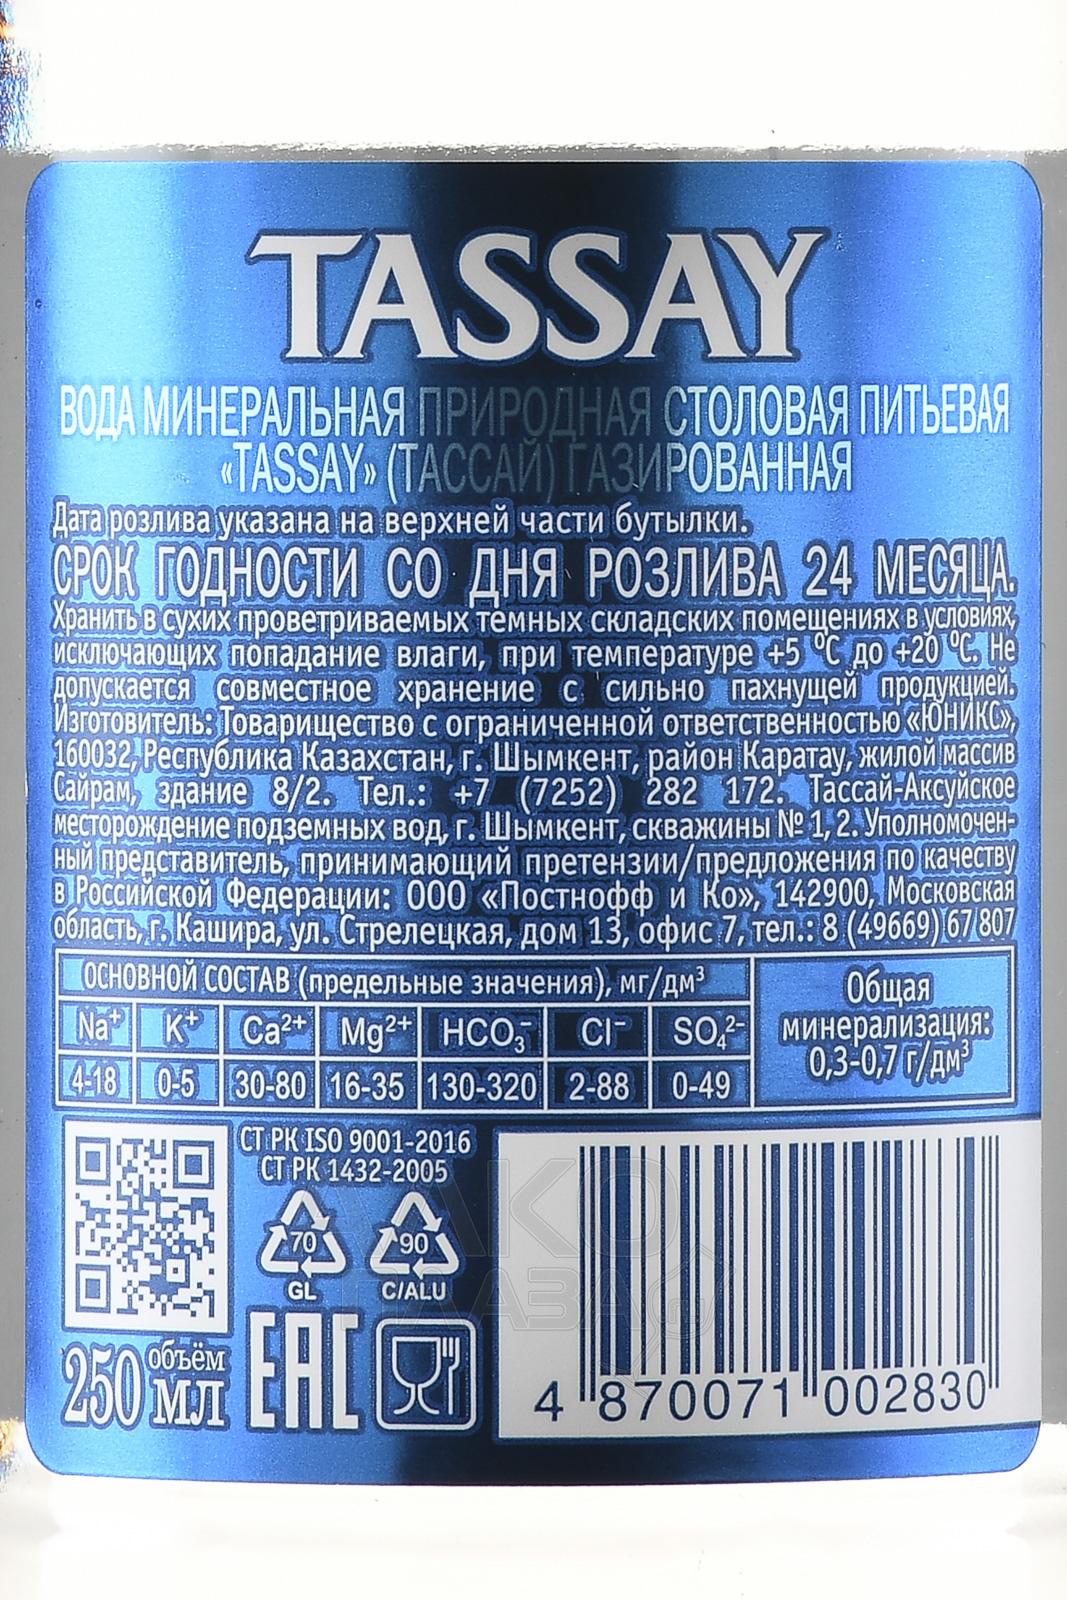 TASSAY
ВОДА МИНЕРАЛЬНАЯ ПРИРОДНАЯ СТОЛОВАЯ ПИТЬЕВАЯ
«TASSAY» (ТАССАЙ) ГАЗИРОВАННАЯ
Дата розлива указана на верхней части бутылки.
СРОК ГОДНОСТИ СО ДНЯ РОЗЛИВА 24 МЕСЯЦА.
Хранить в сухих проветриваемых тёмных складских помещениях в условиях,
исключающих попадание влаги, при температуре +5 °С до +20 °С. Не
допускается совместное хранение с сильно пахнущей продукцией.
Изготовитель: Товарищество с ограниченной ответственностью «ЮНИКС»,
160032, Республика Казахстан, г. Шымкент, район Каратау, жилой массив
Сайрам, здание 8/2. Тел.: +7 (7252) 282 172. Тассай-Аксуйское
месторождение подземных вод, г. Шымкент, скважины № 1, 2. Уполномочен-
ный представитель, принимающий претензии/предложения по качеству
в Российской Федерации: ООО «Постнофф и Ко», 142900, Московская
область, г. Кашира, ул. Стрелецкая, дом 13, офис 7, тел.: 8 (49669) 67 807
ОСНОВНОЙ СОСТАВ (предельные значения), мг/дм³
Na⁺ K⁺ Ca²⁺ Mg²⁺ HCO₃⁻ Cl⁻ SO₄²⁻
4-18 0-5 30-80 16-35 130-320 2-88 0-49
Общая
минерализация:
0,3-0,7 г/дм³
СТ РК ISO 9001-2016
СТ РК 1432-2005
70 90
GL C/ALU
250 объём мл
EAC
4 870071 002830
АКО
ПЛАЗА